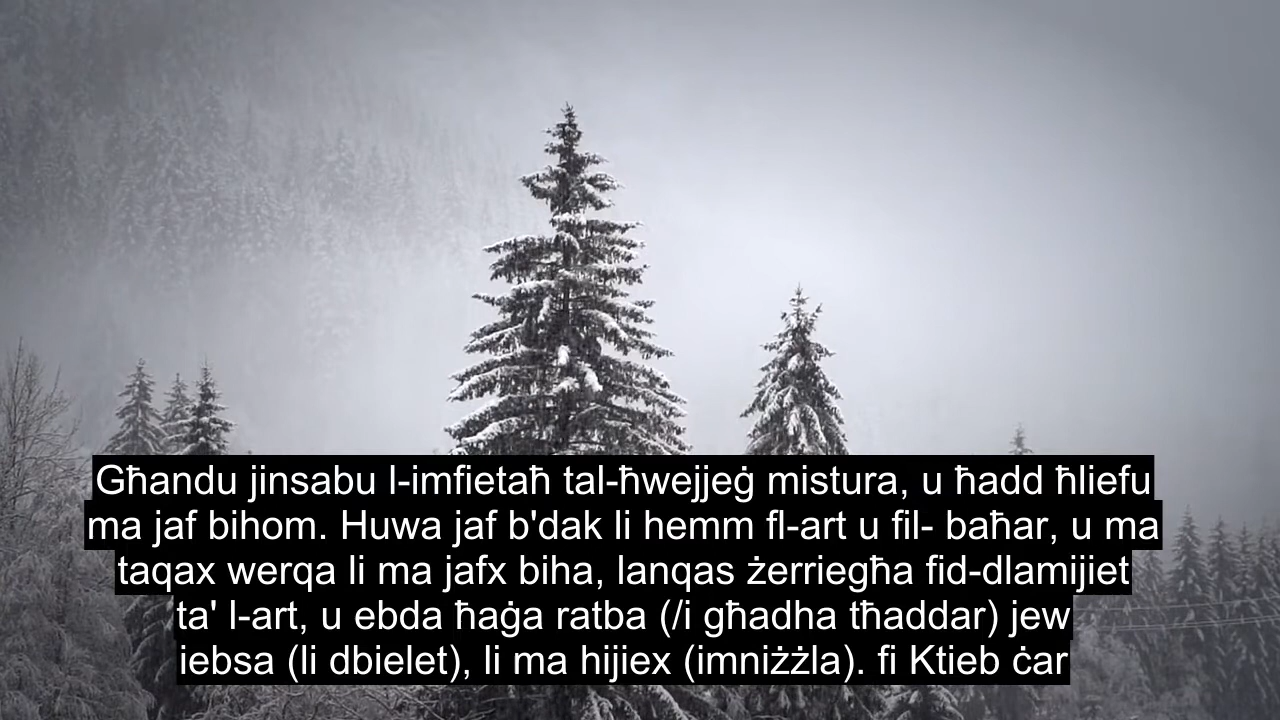 Għandu jinsabu l-imfietaħ tal-ħwejjeġ mistura, u ħadd ħliefu
ma jaf bihom. Huwa jaf b'dak li hemm fl-art u fil- baħar, u ma
taqax werqa li ma jafx biha, lanqas żerriegħa fid-dlamijiet
ta' l-art, u ebda ħaġa ratba (/i għadha tħaddar) jew
iebsa (li dbielet), li ma hijiex (imniżżla). fi Ktieb ċar